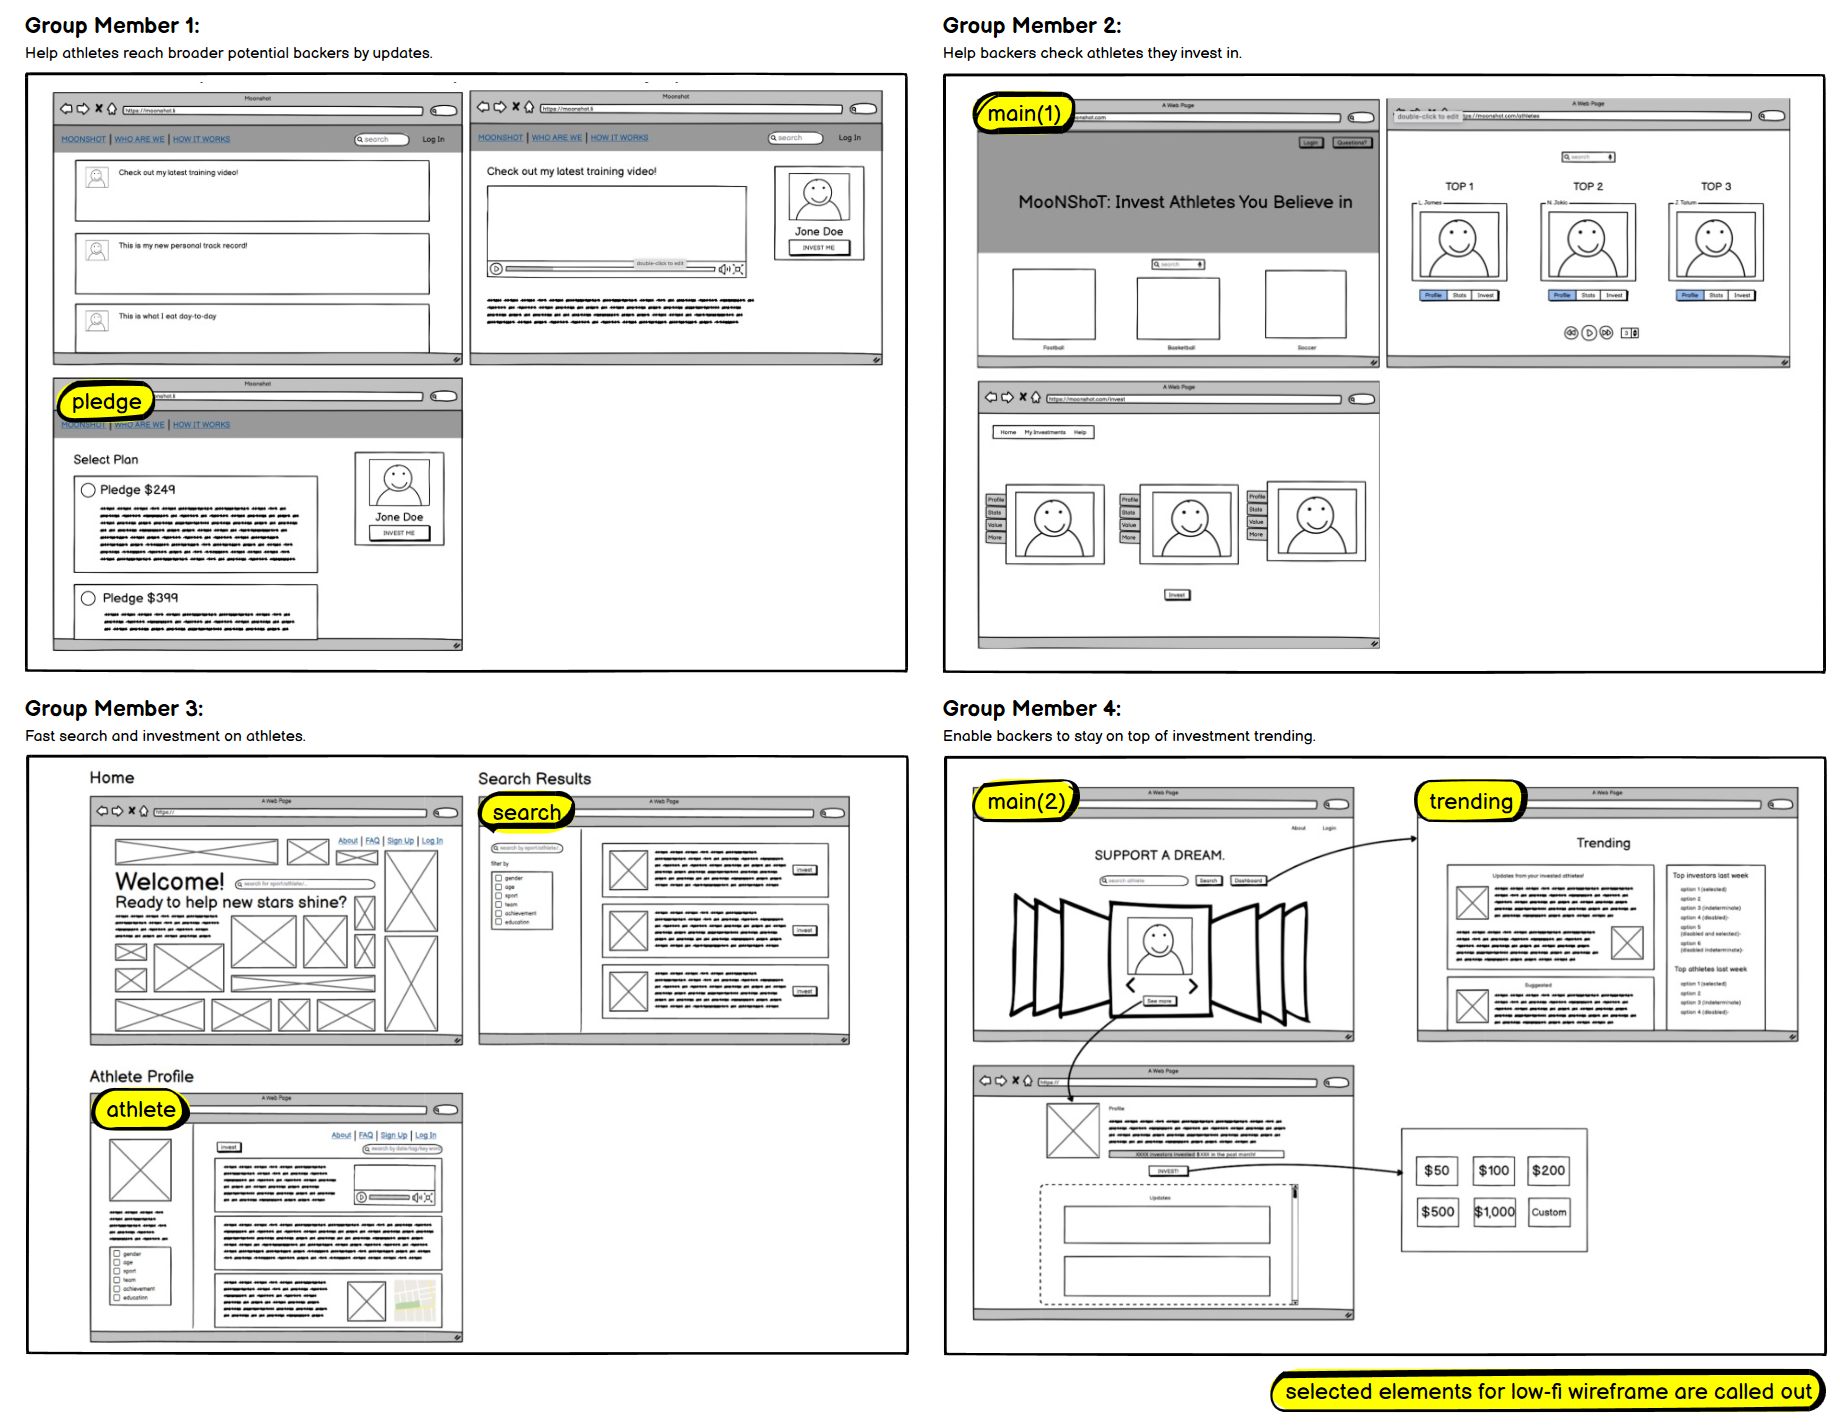 Group Member 1:
Help athletes reach broader potential backers by updates.
Moonshot
https://moonshot.li
MOONSHOT | WHO ARE WE | HOW IT WORKS
search
Log In
Check out my latest training video!
This is my new personal track record!
This is what I eat day-to-day
Moonshot
https://moonshot.li
MOONSHOT | WHO ARE WE | HOW IT WORKS
search
Log In
Check out my latest training video!
double-click to edit
Jone Doe
INVEST ME
Moonshot
pledge
MOONSHOT | WHO ARE WE | HOW IT WORKS
Select Plan
Pledge $249
Pledge $399
Jone Doe
INVEST ME
Group Member 2:
Help backers check athletes they invest in.
A Web Page
main(1)
Login
Questions?
MooNShoT: Invest Athletes You Believe in
search
Football
Basketball
Soccer
A Web Page
double-click to edit
search
TOP 1
TOP 2
TOP 3
L. James
N. Jokic
J. Tatum
Profile Stats Invest
Profile Stats Invest
Profile Stats Invest
A Web Page
https://moonshot.com/invest
Home My Investments Help
Profile
Stats
Value
More
Profile
Stats
Value
More
Profile
Stats
Value
More
Invest
Group Member 3:
Fast search and investment on athletes.
Home
A Web Page
https://
About | FAQ | Sign Up | Log In
Welcome!
search for sport/athlete/...
Ready to help new stars shine?
Search Results
A Web Page
search
search by sport/athlete/...
filter by
gender
age
sport
team
achievement
education
invest
invest
invest
Athlete Profile
A Web Page
athlete
About | FAQ | Sign Up | Log In
invest
search by date/tag/key word
gender
age
sport
team
achievement
education
Group Member 4:
Enable backers to stay on top of investment trending.
A Web Page
main(2)
About
Login
SUPPORT A DREAM.
search athlete
Search
Dashboard
See more
A Web Page
trending
Trending
Updates from your invested athletes!
Suggested
Top investors last week
option 1 (selected)
option 2
option 3 (indeterminate)
option 4 (disabled)-
option 5
(disabled and selected)-
option 6
(disabled indeterminate)-
Top athletes last week
option 1 (selected)
option 2
option 3 (indeterminate)
option 4 (disabled)-
A Web Page
https://
Profile
XXXX investors invested $ XXX in the past month!
INVEST!
Updates
$50
$100
$200
$500
$1,000
Custom
selected elements for low-fi wireframe are called out